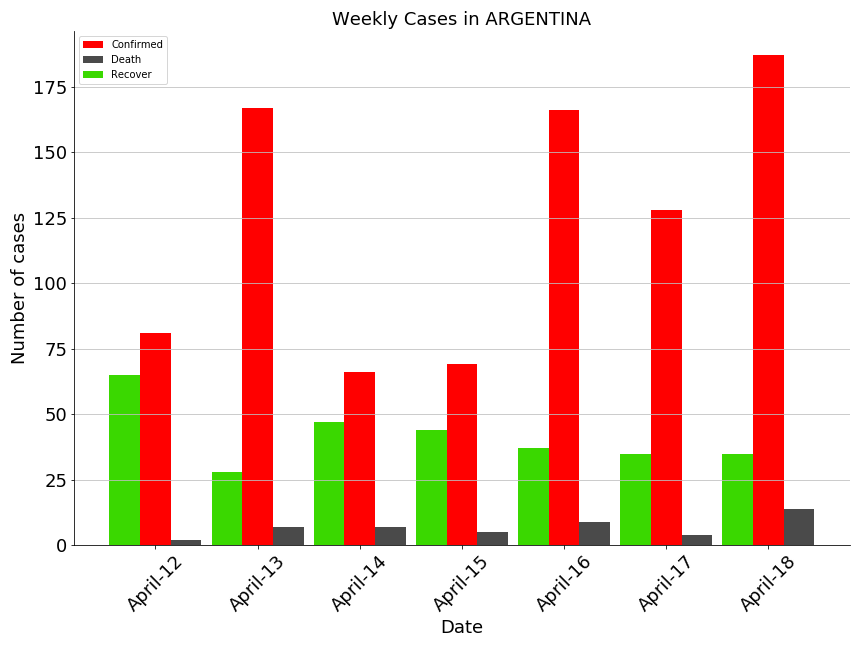 Weekly Cases in ARGENTINA
Confirmed
Death
Recover
Number of cases
175
150
125
100
75
50
25
0
April-12
April-13
April-14
April-15
April-16
April-17
April-18
Date